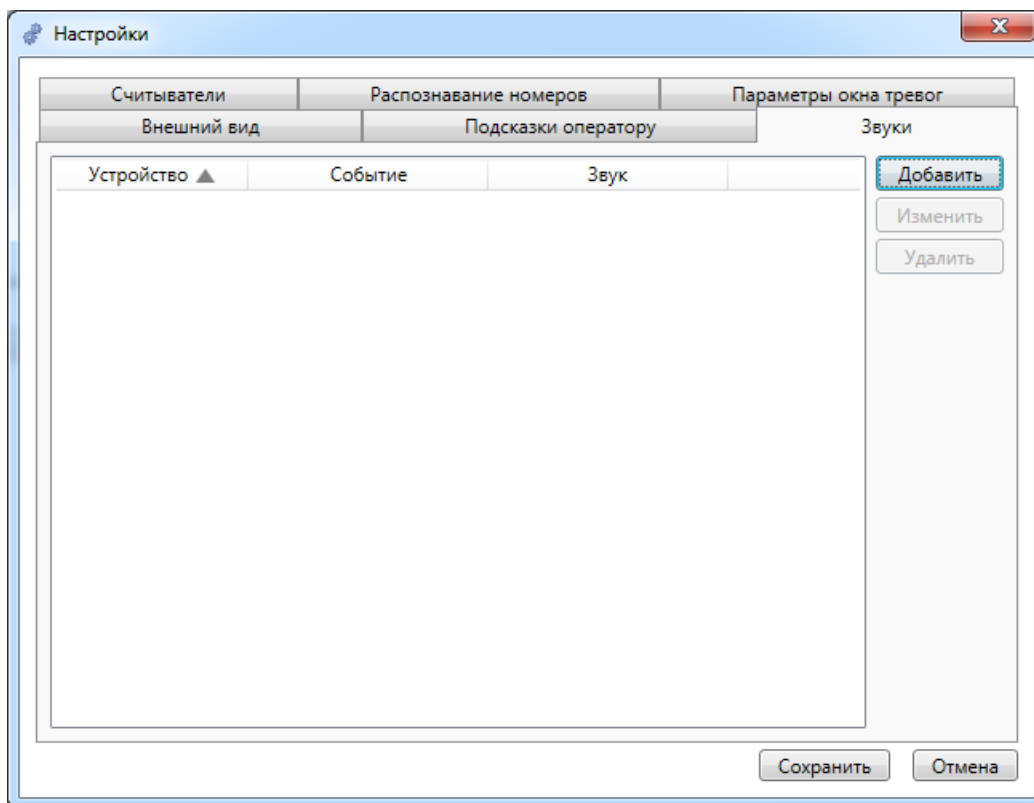 Настройки
Считыватели Распознавание номеров Параметры окна тревог
Внешний вид Подсказки оператору Звуки
Устройство Событие Звук Добавить
Изменить
Удалить
Сохранить Отмена